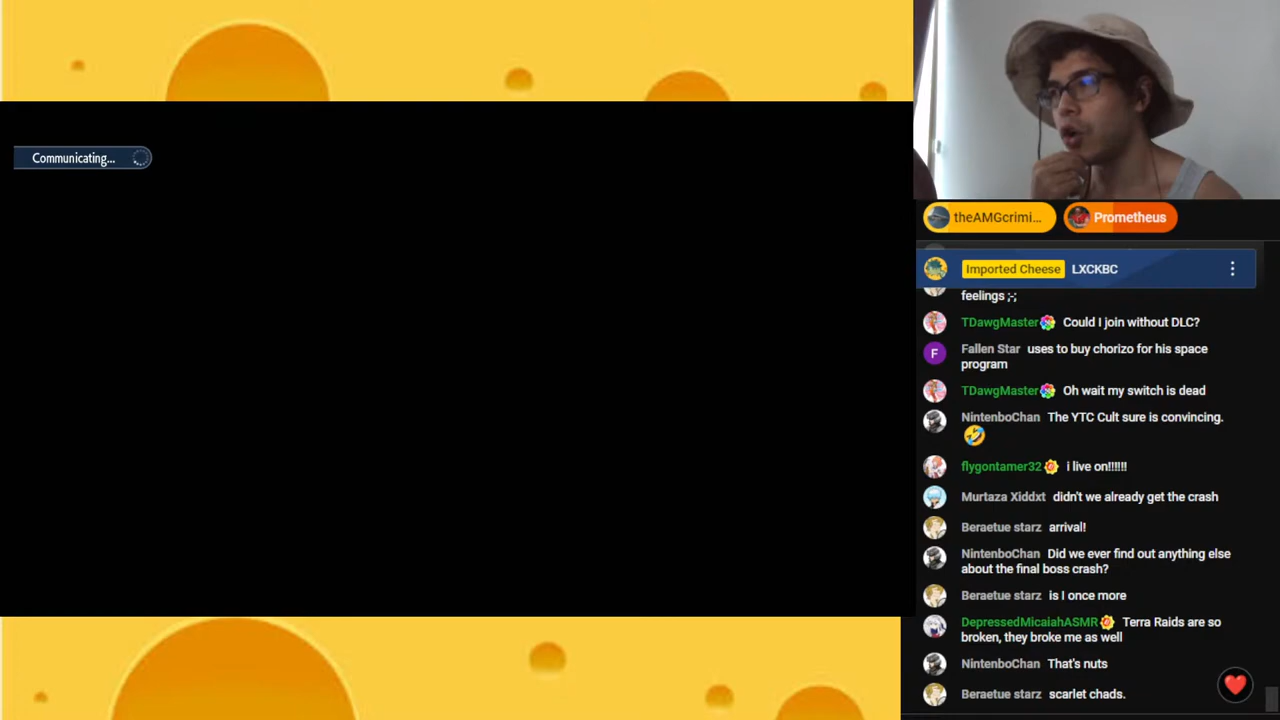 Communicating...
theAMGcrimi...
Prometheus
Imported Cheese LXCKBC
feelings ;-;
TDawgMaster Could I join without DLC?
Fallen Star uses to buy chorizo for his space
program
TDawgMaster Oh wait my switch is dead
NintenboChan The YTC Cult sure is convincing.
🤣
flygontamer32 i live on!!!!!!
Murtaza Xiddxt didn't we already get the crash
Beraetue starz arrival!
NintenboChan Did we ever find out anything else
about the final boss crash?
Beraetue starz is I once more
DepressedMicaiahASMR Terra Raids are so
broken, they broke me as well
NintenboChan That's nuts
Beraetue starz scarlet chads.
F